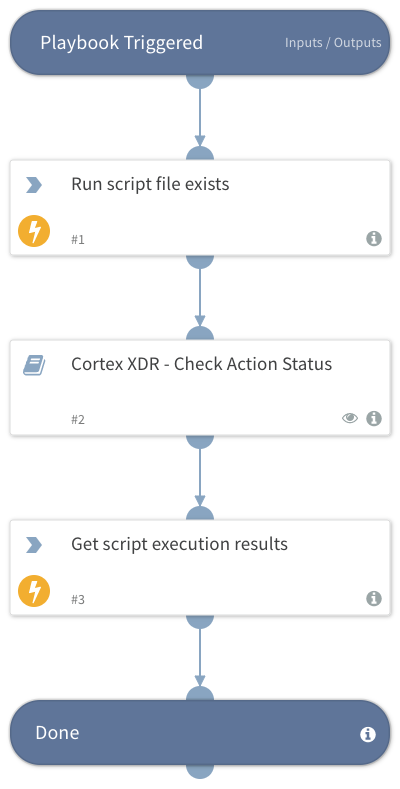 Playbook Triggered Inputs / Outputs
Run script file exists
#1
Cortex XDR - Check Action Status
#2
Get script execution results
#3
Done